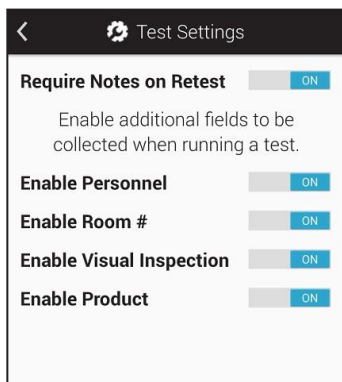 Test Settings
Require Notes on Retest ON
Enable additional fields to be
collected when running a test.
Enable Personnel ON
Enable Room # ON
Enable Visual Inspection ON
Enable Product ON